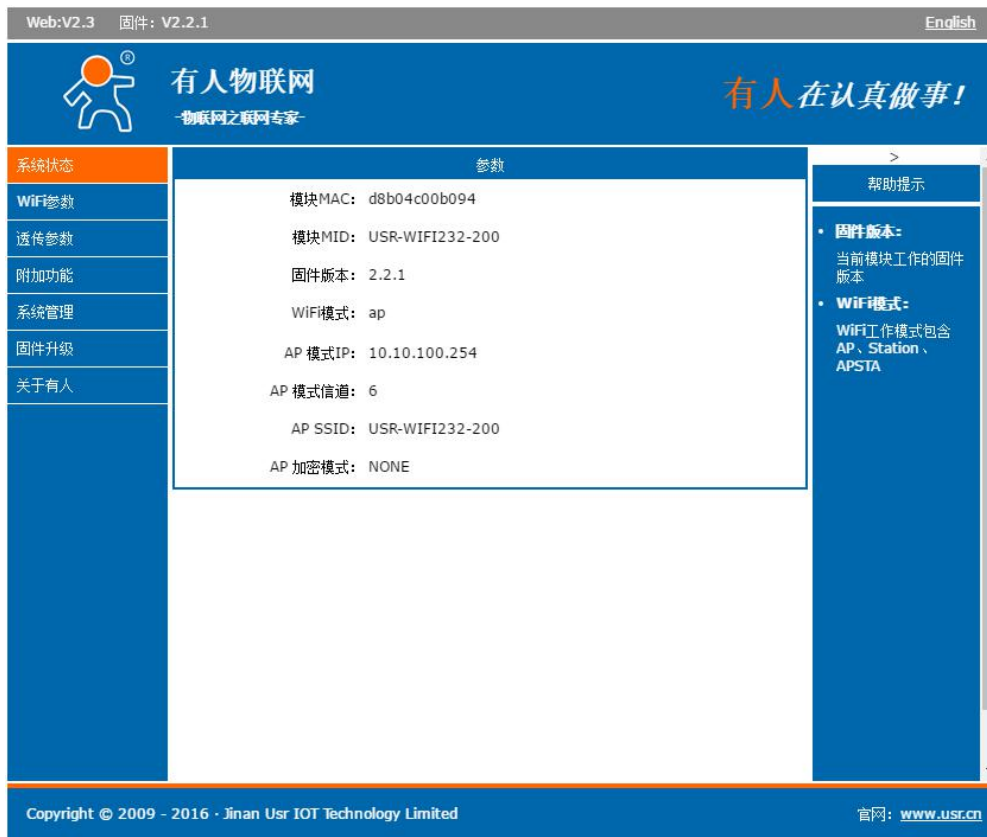 Web:V2.3 固件: V2.2.1
English
®
有人物联网
-物联网之联网专家-
有人在认真做事!
系统状态
WiFi参数
透传参数
附加功能
系统管理
固件升级
关于有人
参数
模块MAC: d8b04c00b094
模块MID: USR-WIFI232-200
固件版本: 2.2.1
WiFi模式: ap
AP 模式IP: 10.10.100.254
AP 模式信道: 6
AP SSID: USR-WIFI232-200
AP 加密模式: NONE
>
帮助提示
• 固件版本:
当前模块工作的固件
版本
• WiFi模式:
WiFi工作模式包含
AP、Station、
APSTA
Copyright © 2009 - 2016 · Jinan Usr IOT Technology Limited
官网: www.usr.cn